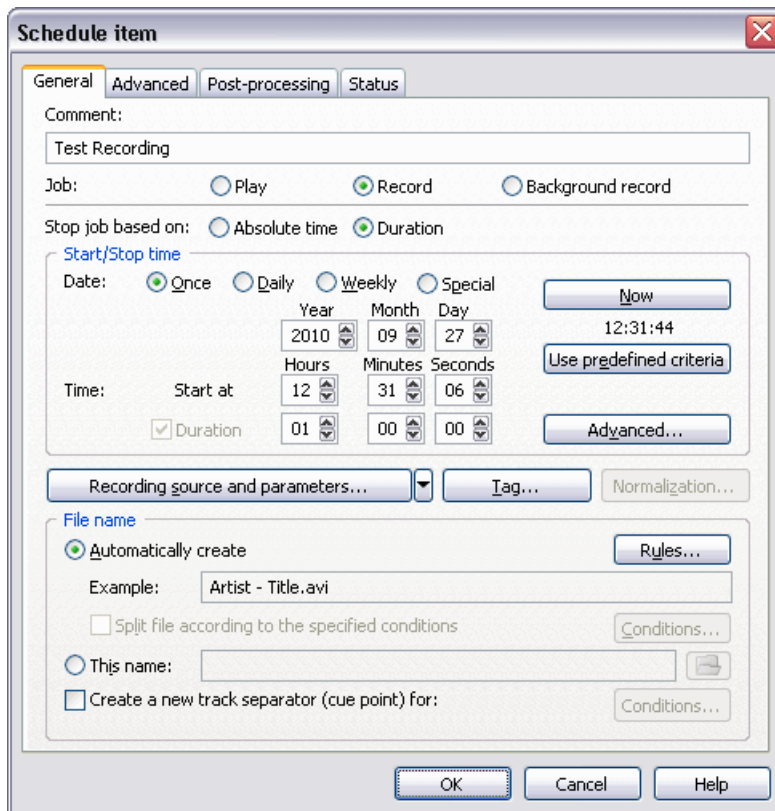 Schedule item
General Advanced Post-processing Status
Comment:
Test Recording
Job: Play Record Background record
Stop job based on: Absolute time Duration
Start/Stop time
Date: Once Daily Weekly Special
Now
Year Month Day
2010 09 27
12:31:44
Hours Minutes Seconds
Use predefined criteria
Time: Start at 12 31 06
Duration 01 00 00 Advanced...
Recording source and parameters... Tag... Normalization...
File name
Automatically create Rules...
Example: Artist - Title.avi
Split file according to the specified conditions Conditions...
This name:
Create a new track separator (cue point) for: Conditions...
OK Cancel Help